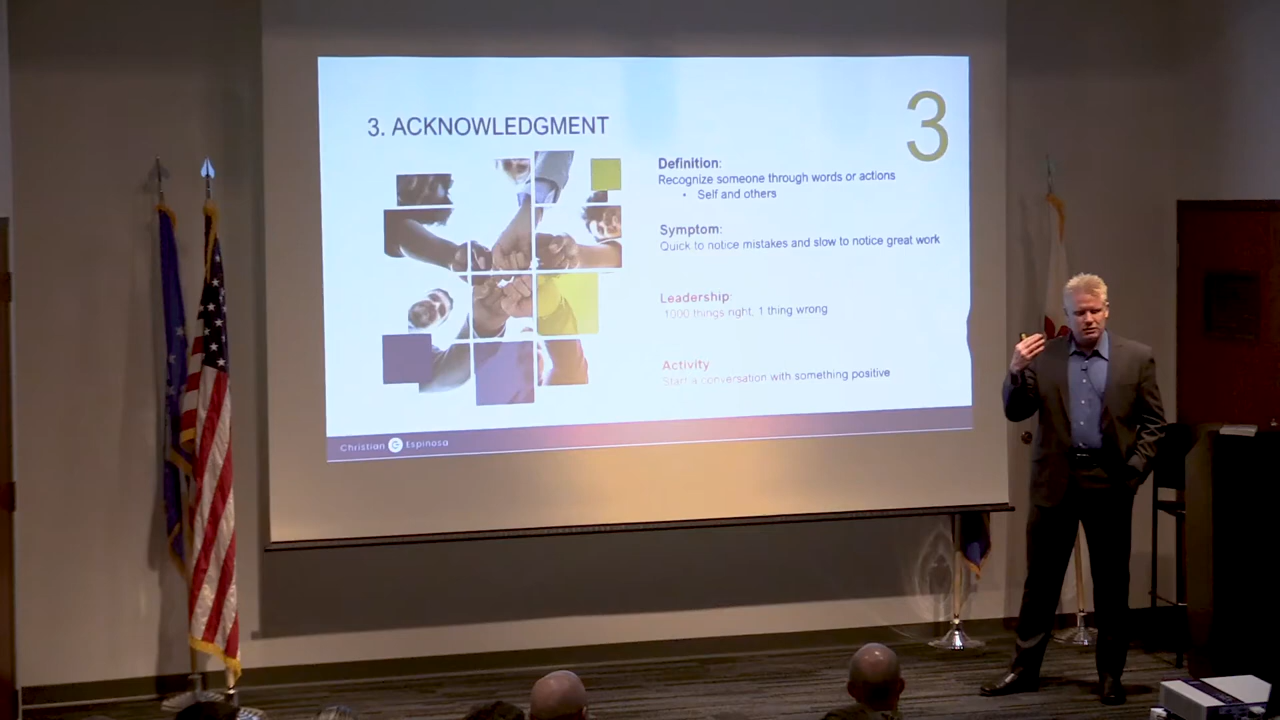 3
3. ACKNOWLEDGMENT
Definition:
Recognize someone through words or actions
• Self and others
Symptom:
Quick to notice mistakes and slow to notice great work
Leadership:
1000 things right, 1 thing wrong
Activity
Start a conversation with something positive
Christian Espinosa